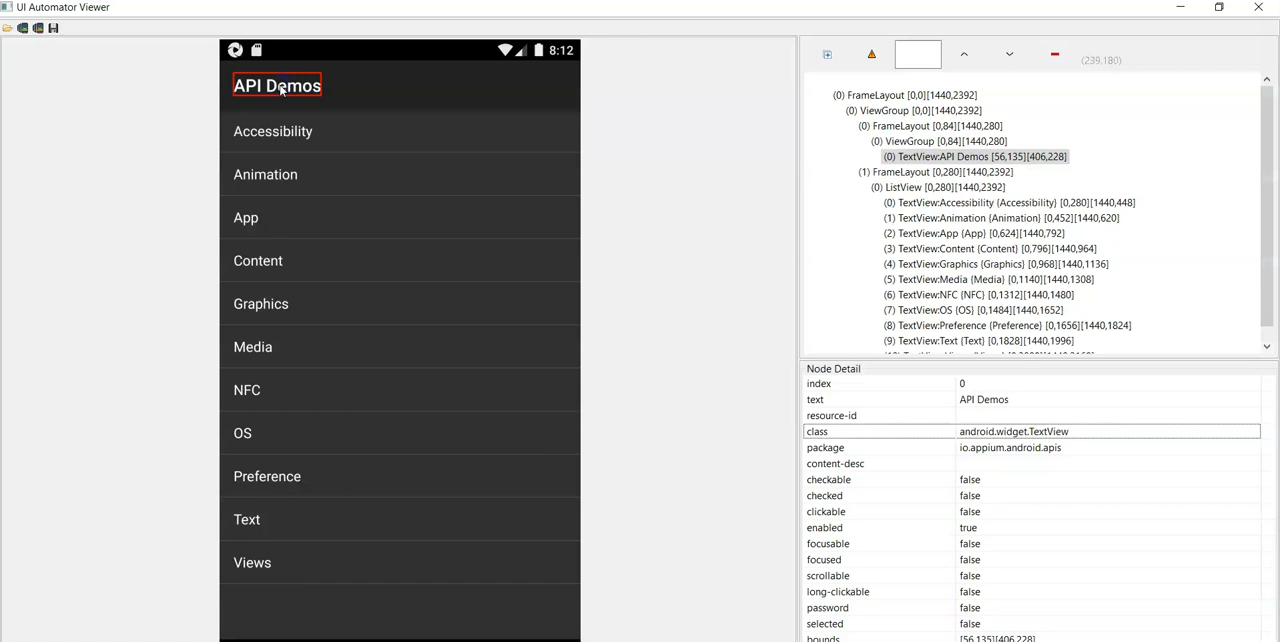 UI Automator Viewer
8:12
API Demos
Accessibility
Animation
App
Content
Graphics
Media
NFC
OS
Preference
Text
Views
(239,180)
(0) FrameLayout [0,0][1440,2392]
(0) ViewGroup [0,0][1440,2392]
(0) FrameLayout [0,84][1440,280]
(0) ViewGroup [0,84][1440,280]
(0) TextView:API Demos [56,135][406,228]
(1) FrameLayout [0,280][1440,2392]
(0) ListView [0,280][1440,2392]
(0) TextView:Accessibility {Accessibility} [0,280][1440,448]
(1) TextView:Animation {Animation} [0,452][1440,620]
(2) TextView:App {App} [0,624][1440,792]
(3) TextView:Content {Content} [0,796][1440,964]
(4) TextView:Graphics {Graphics} [0,968][1440,1136]
(5) TextView:Media {Media} [0,1140][1440,1308]
(6) TextView:NFC {NFC} [0,1312][1440,1480]
(7) TextView:OS {OS} [0,1484][1440,1652]
(8) TextView:Preference {Preference} [0,1656][1440,1824]
(9) TextView:Text {Text} [0,1828][1440,1996]
Node Detail
index 0
text API Demos
resource-id
class android.widget.TextView
package io.appium.android.apis
content-desc
checkable false
checked false
clickable false
enabled true
focusable false
focused false
scrollable false
long-clickable false
password false
selected false
bounds [56,135][406,228]